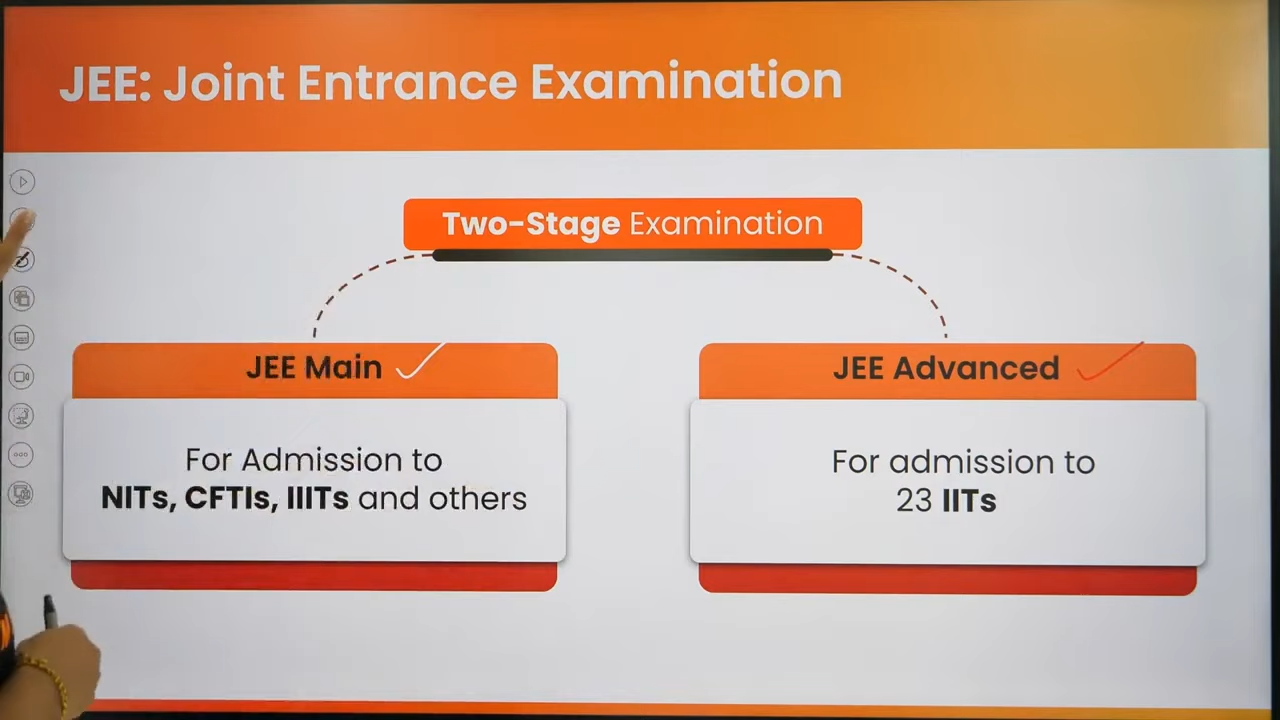 JEE: Joint Entrance Examination
Two-Stage Examination
JEE Main
For Admission to
NITs, CFTIs, IIITs and others
JEE Advanced
For admission to
23 IITs